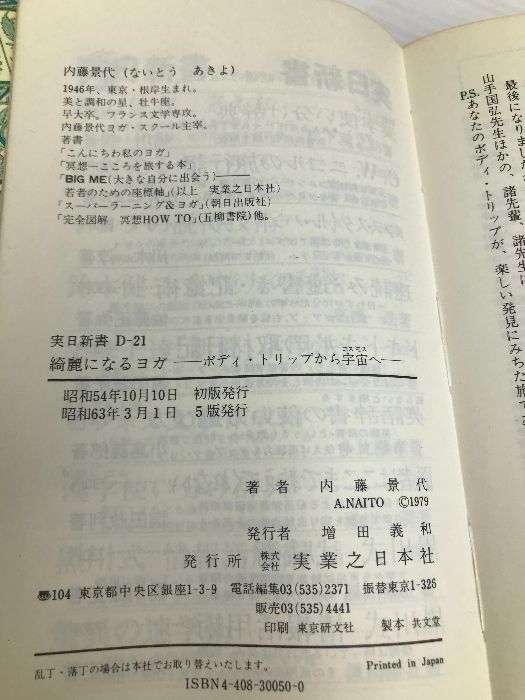 内藤景代（ないとう　あきよ）
1946年、東京・根岸生まれ。
美と調和の星、牡牛座。
早大卒。フランス文学専攻。
内藤景代ヨガ・スクール主宰。
著書
「こんにちわ私のヨガ」
「冥想―こころを旅する本」
「BIG ME(大きな自分に出会う)――
若者のための座標軸」(以上　実業之日本社)
「スーパーラーニング&ヨガ」(朝日出版社)
「完全図解　冥想HOW TO」(五柳書院)他。
実日新書 D-21
綺麗になるヨガ ――ボディ・トリップから宇宙へ――
コスモス
昭和54年10月10日　初版発行
昭和63年3月1日　5版発行
著者　内藤景代
A.NAITO　©1979
発行者　増田義和
発行所　株式会社　実業之日本社
104 東京都中央区銀座1-3-9　電話編集03(535)2371　振替東京1-326
販売03(535)4441
印刷 東京研文社　製本 共文堂
乱丁・落丁の場合は本社でお取り替えいたします。
Printed in Japan
ISBN4-408-30050-0
最後になりまし
山手国弘先生ほかの、諸先輩、諸先生に
P.S.あなたのボディ・トリップが、楽しい発見にみちた旅で